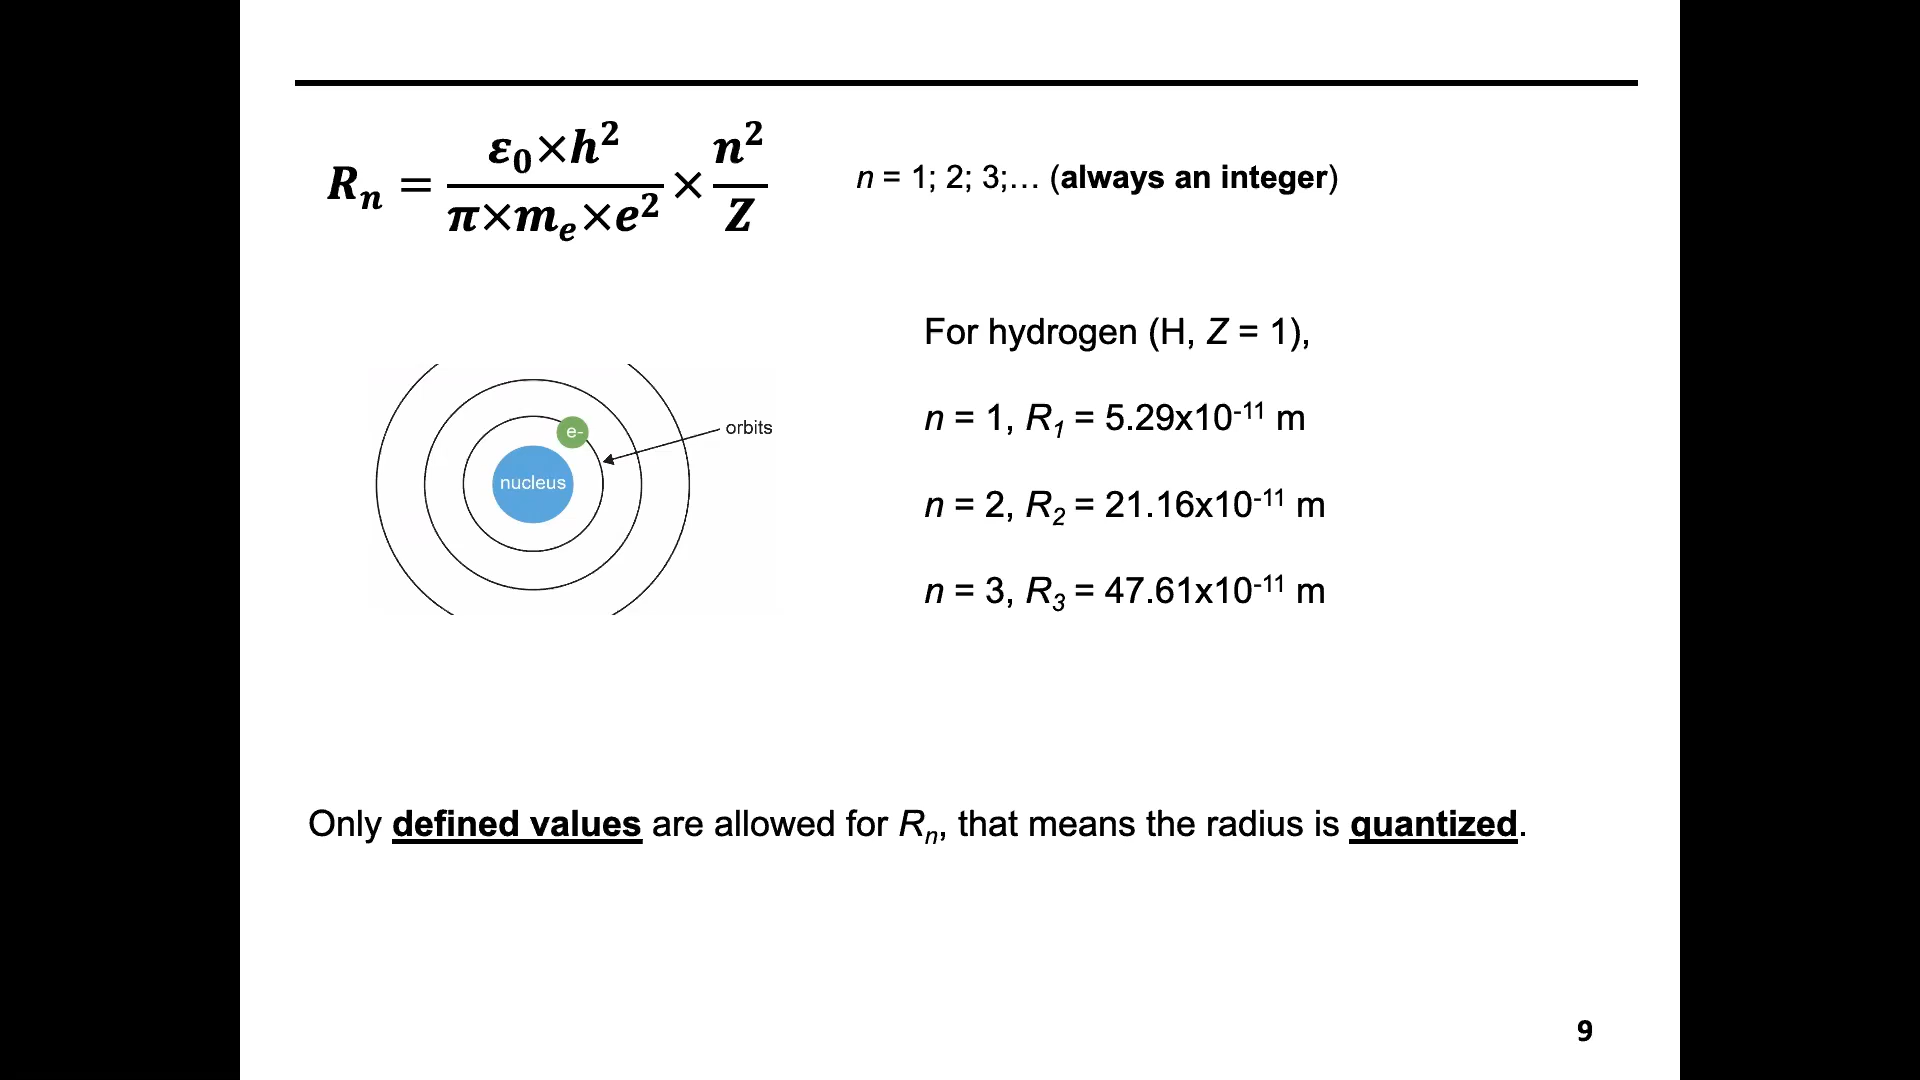 Rₙ = ε₀×h² / π×mₑ×e² × n² / Z
n = 1; 2; 3;… (always an integer)
For hydrogen (H, Z = 1),
n = 1, R₁ = 5.29x10⁻¹¹ m
orbits
e-
nucleus
n = 2, R₂ = 21.16x10⁻¹¹ m
n = 3, R₃ = 47.61x10⁻¹¹ m
Only defined values are allowed for Rₙ, that means the radius is quantized.
9